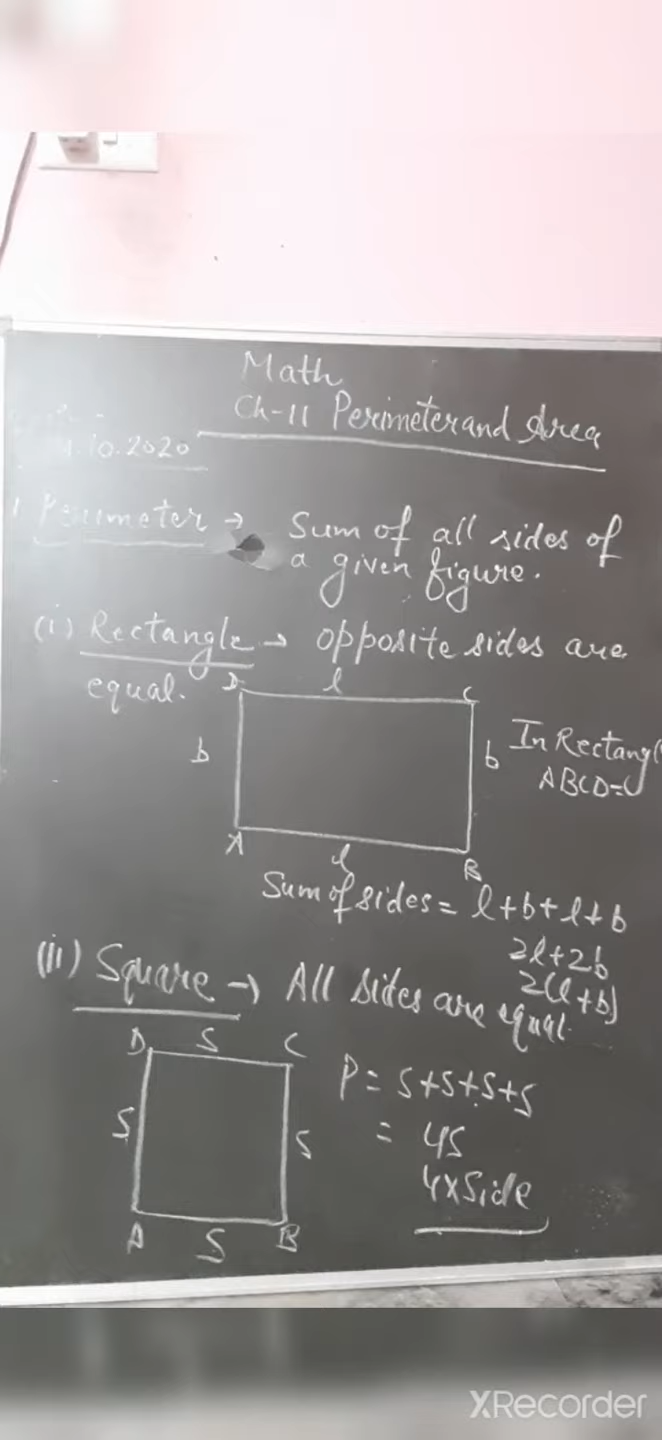 Math
Ch-11 Perimeter and Area
.10.2020
1. Perimeter → Sum of all sides of
a given figure.
(i) Rectangle → opposite sides are
equal.
D l C
b b
In Rectangl
ABCD=
A l B
Sum of sides = l+b+l+b
2l+2b
2(l+b)
(ii) Square → All sides are equal.
D S C
P = S+S+S+S
S S
= 4S
4×Side
A S B
XRecorder